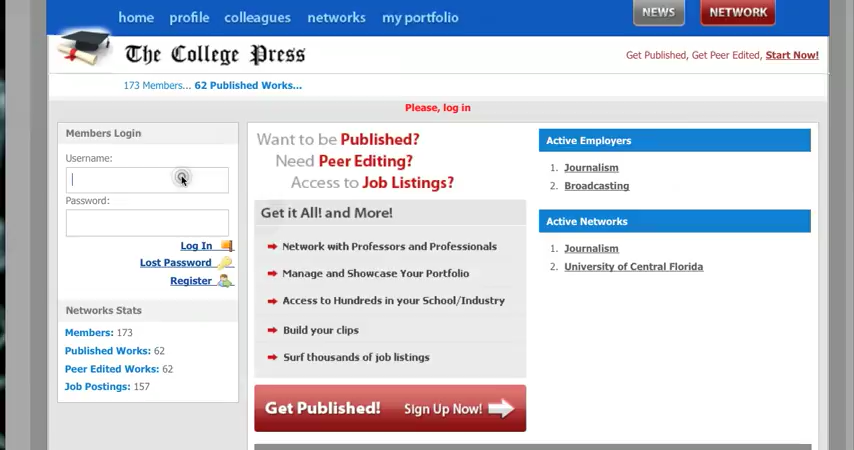 home profile colleagues networks my portfolio
NEWS NETWORK
The College Press
Get Published, Get Peer Edited, Start Now!
173 Members... 62 Published Works...
Please, log in
Members Login
Username:
Password:
Log In
Lost Password
Register
Networks Stats
Members: 173
Published Works: 62
Peer Edited Works: 62
Job Postings: 157
Want to be Published?
Need Peer Editing?
Access to Job Listings?
Get it All! and More!
Network with Professors and Professionals
Manage and Showcase Your Portfolio
Access to Hundreds in your School/Industry
Build your clips
Surf thousands of job listings
Get Published! Sign Up Now!
Active Employers
1. Journalism
2. Broadcasting
Active Networks
1. Journalism
2. University of Central Florida